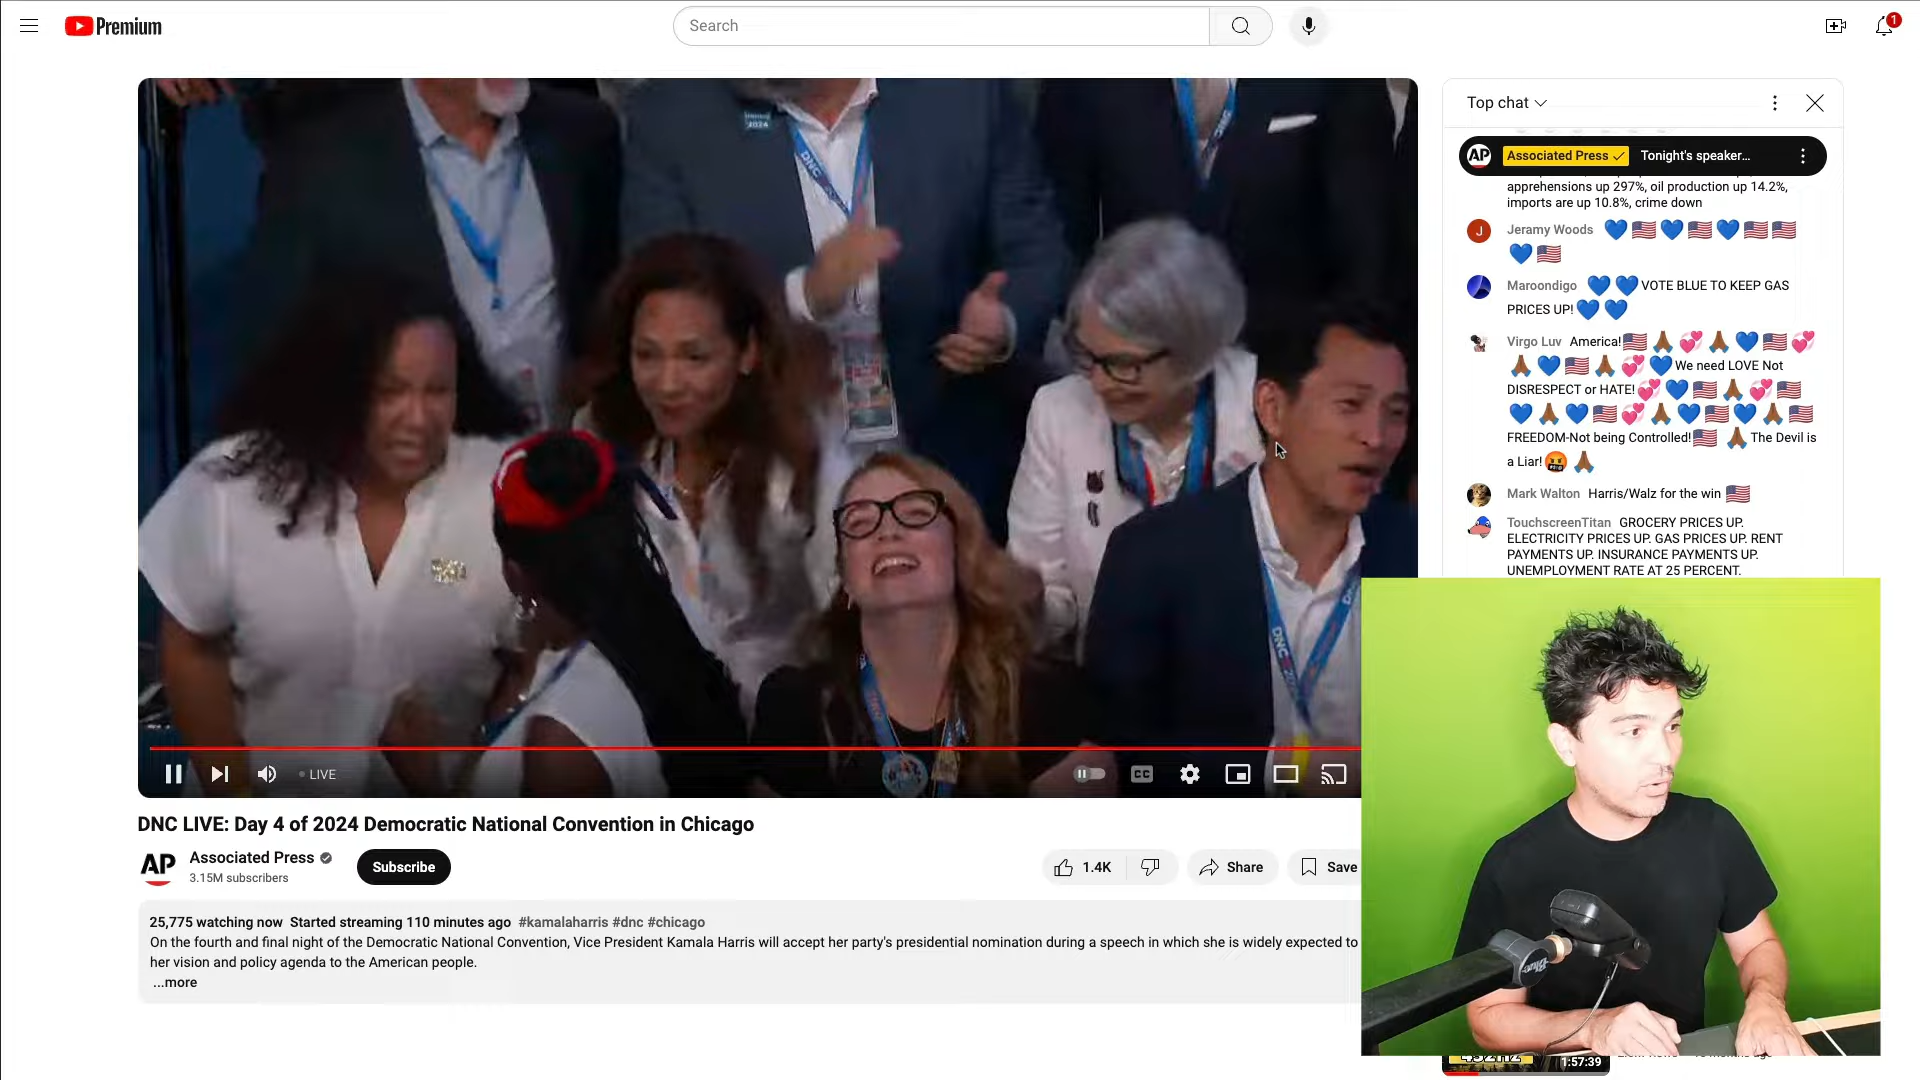 Premium
Search
1
2024
DNC
DNC
Top chat
AP Associated Press Tonight's speaker...
apprehensions up 297%, oil production up 14.2%,
imports are up 10.8%, crime down
J Jeramy Woods 💙🇺🇸💙🇺🇸💙🇺🇸🇺🇸
💙🇺🇸
Maroondigo 💙💙VOTE BLUE TO KEEP GAS
PRICES UP!💙💙
Virgo Luv America!🇺🇸🙏🏾💞🙏🏾💙🇺🇸💞
🙏🏾💙🇺🇸🙏🏾💞💙We need LOVE Not
DISRESPECT or HATE!💞💙🇺🇸🙏🏾💞🇺🇸
💙🙏🏾💙🇺🇸💞🙏🏾💙🇺🇸💙🙏🏾🇺🇸
FREEDOM-Not being Controlled!🇺🇸🙏🏾The Devil is
a Liar!🤬🙏🏾
Mark Walton Harris/Walz for the win🇺🇸
TouchscreenTitan GROCERY PRICES UP.
ELECTRICITY PRICES UP. GAS PRICES UP. RENT
PAYMENTS UP. INSURANCE PAYMENTS UP.
UNEMPLOYMENT RATE AT 25 PERCENT.
LIVE
CC
DNC LIVE: Day 4 of 2024 Democratic National Convention in Chicago
AP Associated Press
3.15M subscribers
Subscribe
1.4K
Share
Save
25,775 watching now Started streaming 110 minutes ago #kamalaharris #dnc #chicago
On the fourth and final night of the Democratic National Convention, Vice President Kamala Harris will accept her party's presidential nomination during a speech in which she is widely expected to
her vision and policy agenda to the American people.
...more
432HZ
1:57:39